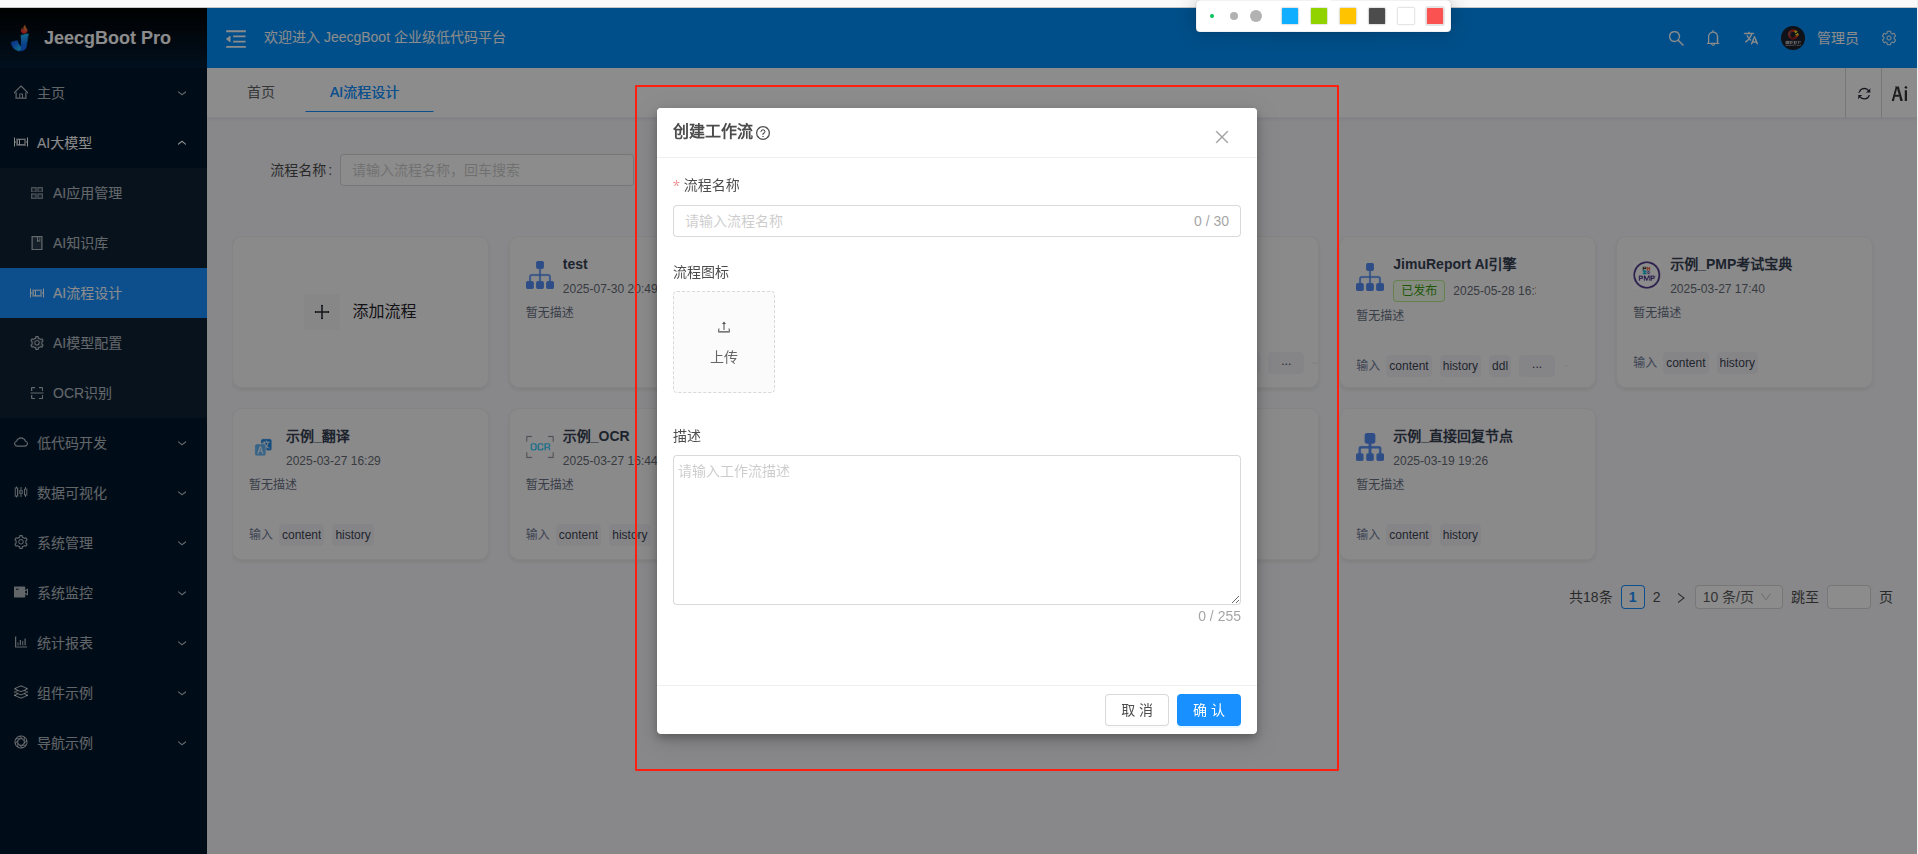 JeecgBoot Pro
欢迎进入 JeecgBoot 企业级低代码平台
管理员
主页
AI大模型
AI应用管理
AI知识库
AI流程设计
AI模型配置
OCR识别
低代码开发
数据可视化
系统管理
系统监控
统计报表
组件示例
导航示例
首页
AI流程设计
Ai
流程名称:
请输入流程名称，回车搜索
添加流程
test
2025-07-30 20:49
暂无描述
...
JimuReport AI引擎
已发布
2025-05-28 16:
暂无描述
输入 content history ddl ...
示例_PMP考试宝典
PMP
2025-03-27 17:40
暂无描述
输入 content history
示例_翻译
2025-03-27 16:29
暂无描述
输入 content history
OCR
示例_OCR
2025-03-27 16:44
暂无描述
输入 content history
示例_直接回复节点
2025-03-19 19:26
暂无描述
输入 content history
共18条 1 2 10 条/页 跳至 页
创建工作流
* 流程名称
请输入流程名称
0 / 30
流程图标
上传
描述
请输入工作流描述
0 / 255
取 消
确 认